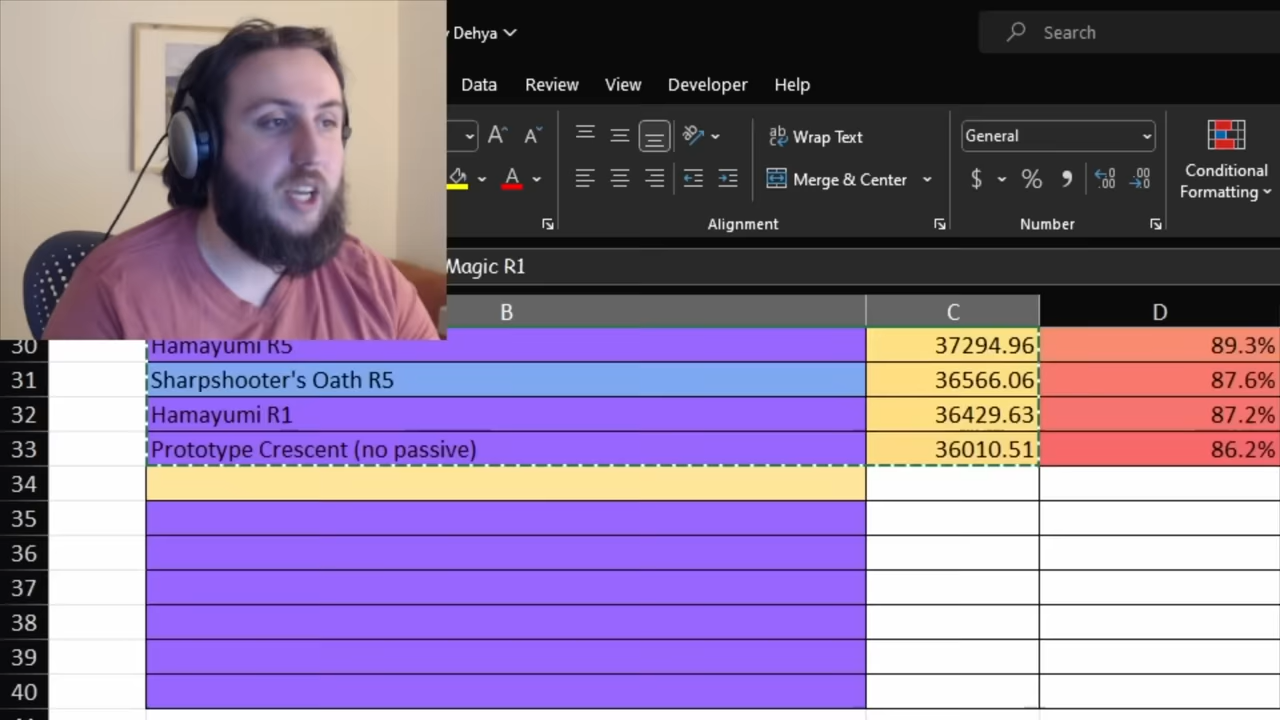 y Dehya
Search
Data Review View Developer Help
A^ Aˇ ab Wrap Text General
A Merge & Center $ % Conditional Formatting
Alignment Number
Magic R1
B C D
30 Hamayumi R5 37294.96 89.3%
31 Sharpshooter's Oath R5 36566.06 87.6%
32 Hamayumi R1 36429.63 87.2%
33 Prototype Crescent (no passive) 36010.51 86.2%
34
35
36
37
38
39
40